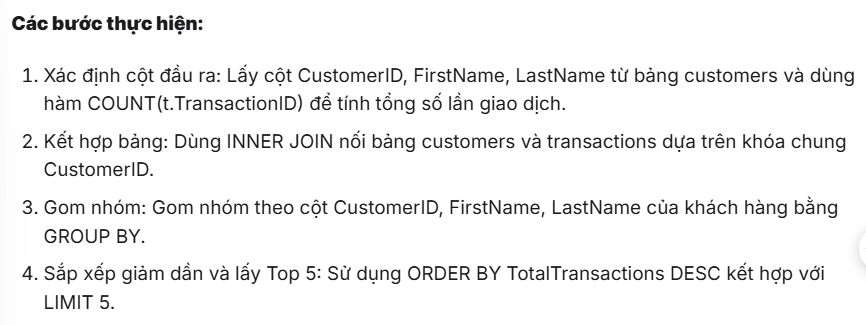 Các bước thực hiện:
1. Xác định cột đầu ra: Lấy cột CustomerID, FirstName, LastName từ bảng customers và dùng
hàm COUNT(t.TransactionID) để tính tổng số lần giao dịch.
2. Kết hợp bảng: Dùng INNER JOIN nối bảng customers và transactions dựa trên khóa chung
CustomerID.
3. Gom nhóm: Gom nhóm theo cột CustomerID, FirstName, LastName của khách hàng bằng
GROUP BY.
4. Sắp xếp giảm dần và lấy Top 5: Sử dụng ORDER BY TotalTransactions DESC kết hợp với
LIMIT 5.